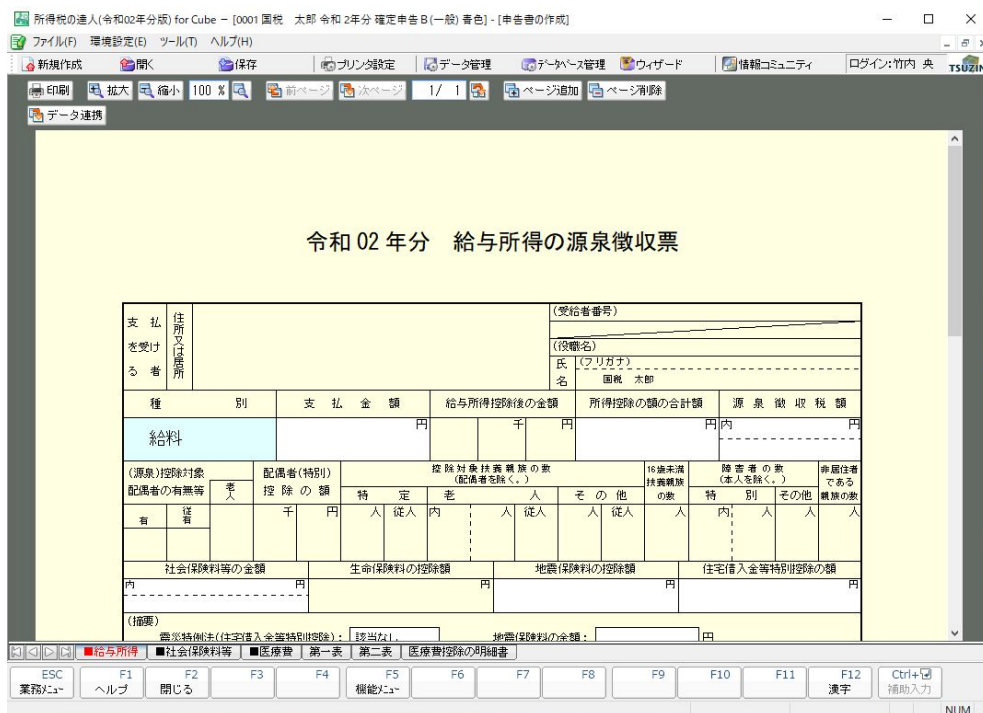 所得税の達人(令和02年分版) for Cube － [0001 国税　太郎 令和 2年分 確定申告B(一般) 青色] - [申告書の作成]
ファイル(F) 環境設定(E) ツール(T) ヘルプ(H)
新規作成 開く 保存 プリンタ設定 データ管理 データベース管理 ウィザード 情報コミュニティ ログイン:竹内 央 TSUZIN
印刷 拡大 縮小 100 % 前ページ 次ページ 1/ 1 ページ追加 ページ削除
データ連携
令和 02 年分　給与所得の源泉徴収票
支払を受ける者 住所又は居所 (受給者番号)
(役職名)
氏名 (フリガナ)
国税 太郎
種別 支払金額 給与所得控除後の金額 所得控除の額の合計額 源泉徴収税額
給料 円 千 円 円 内 円
(源泉)控除対象配偶者の有無等 老人 配偶者(特別)控除の額 控除対象扶養親族の数(配偶者を除く。) 16歳未満扶養親族の数 障害者の数(本人を除く。) 非居住者である親族の数
特定 老人 その他 特別 その他
有 従有 千 円 人 従人 内 人 従人 人 従人 人 内 人 人 人
社会保険料等の金額 生命保険料の控除額 地震保険料の控除額 住宅借入金等特別控除の額
内 円 円 円 円
(摘要)
震災特例法(住宅借入金等特別控除)： 該当なし 地震保険料の金額： 円
■給与所得 ■社会保険料等 ■医療費 第一表 第二表 医療費控除の明細書
ESC F1 F2 F3 F4 F5 F6 F7 F8 F9 F10 F11 F12 Ctrl+
業務ﾒﾆｭｰ ヘルプ 閉じる 機能ﾒﾆｭｰ 漢字 補助入力
NUM